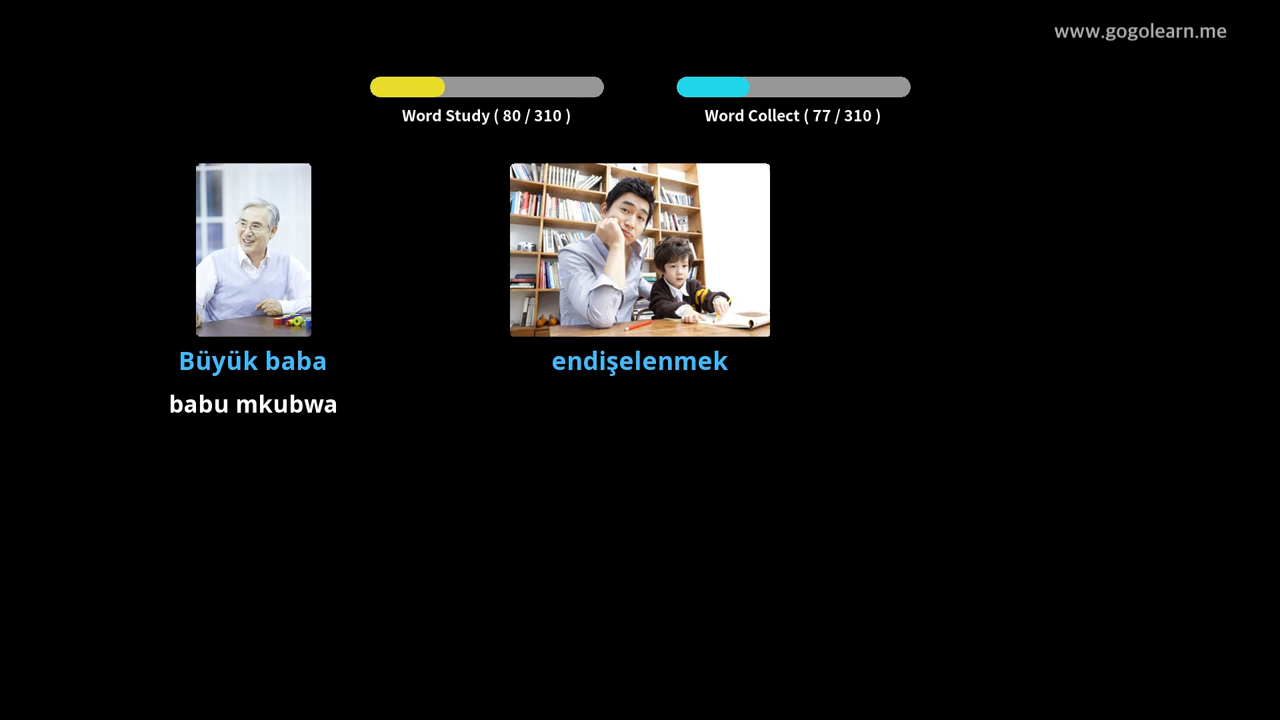 www.gogolearn.me
Word Study ( 80 / 310 )
Word Collect ( 77 / 310 )
Büyük baba
endişelenmek
babu mkubwa